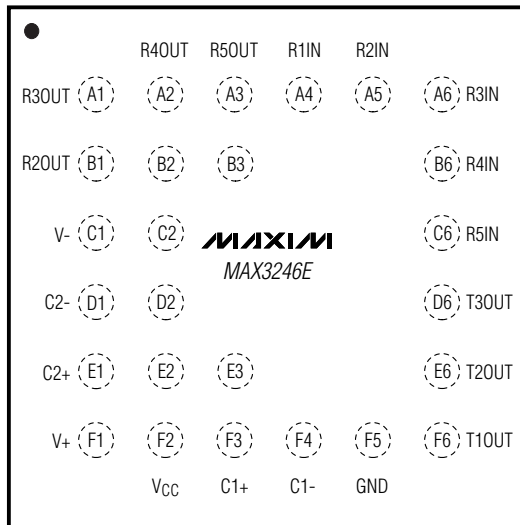 R4OUT R5OUT R1IN R2IN
R3OUT A1 A2 A3 A4 A5 A6 R3IN
R2OUT B1 B2 B3 B6 R4IN
V- C1 C2 MAXIM C6 R5IN
MAX3246E
C2- D1 D2 D6 T3OUT
C2+ E1 E2 E3 E6 T2OUT
V+ F1 F2 F3 F4 F5 F6 T1OUT
VCC C1+ C1- GND